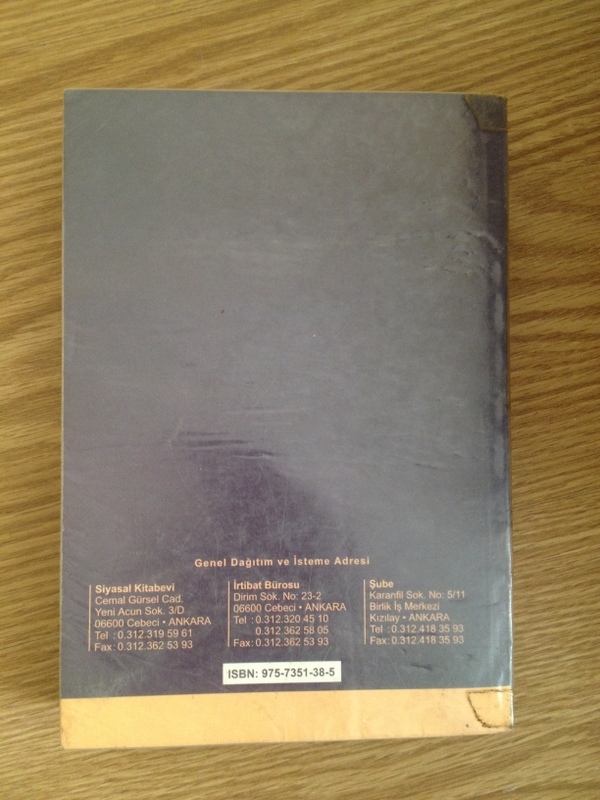 Genel Dağıtım ve İsteme Adresi
Siyasal Kitabevi
Cemal Gürsel Cad.
Yeni Acun Sok. 3/D
06600 Cebeci • ANKARA
Tel : 0.312.319 59 61
Fax: 0.312.362 53 93
İrtibat Bürosu
Dirim Sok. No: 23-2
06600 Cebeci • ANKARA
Tel : 0.312.320 45 10
0.312.362 58 05
Fax: 0.312.362 53 93
Şube
Karanfil Sok. No: 5/11
Birlik İş Merkezi
Kızılay • ANKARA
Tel : 0.312.418 35 93
Fax: 0.312.418 35 93
ISBN: 975-7351-38-5